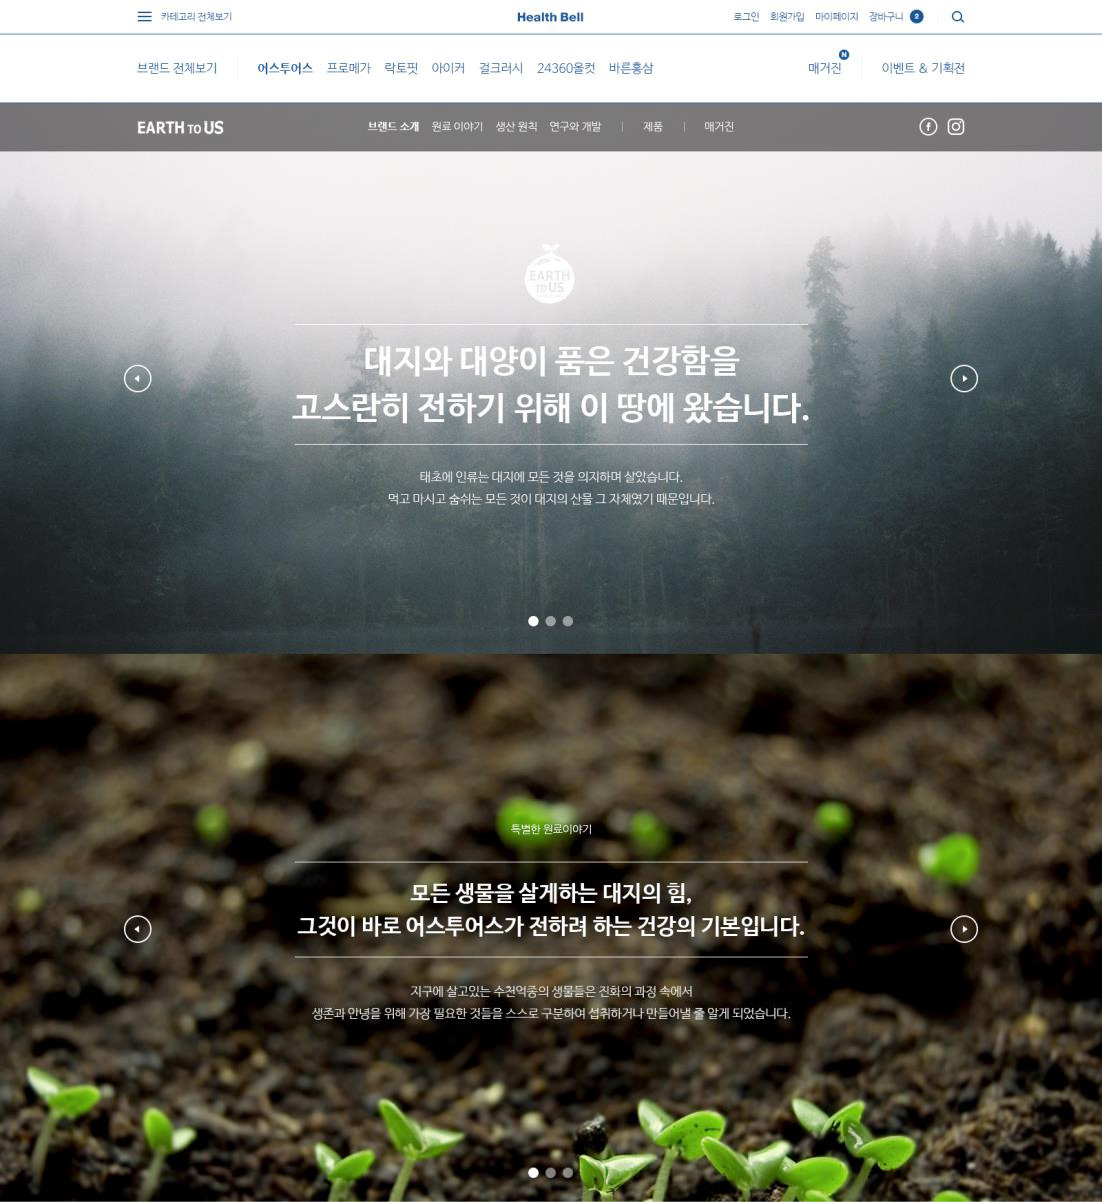 카테고리 전체보기
Health Bell
로그인 회원가입 마이페이지 장바구니 2
브랜드 전체보기 어스투어스 프로메가 락토핏 아이커 걸크러시 24360올컷 바른홍삼 매거진 N 이벤트 & 기획전
EARTH TO US 브랜드 소개 원료 이야기 생산 원칙 연구와 개발 | 제품 | 매거진
EARTH
TO US
대지와 대양이 품은 건강함을
고스란히 전하기 위해 이 땅에 왔습니다.
태초에 인류는 대지에 모든 것을 의지하며 살았습니다.
먹고 마시고 숨쉬는 모든 것이 대지의 산물 그 자체였기 때문입니다.
특별한 원료이야기
모든 생물을 살게하는 대지의 힘,
그것이 바로 어스투어스가 전하려 하는 건강의 기본입니다.
지구에 살고있는 수천억종의 생물들은 진화의 과정 속에서
생존과 안녕을 위해 가장 필요한 것들을 스스로 구분하여 섭취하거나 만들어낼 줄 알게 되었습니다.